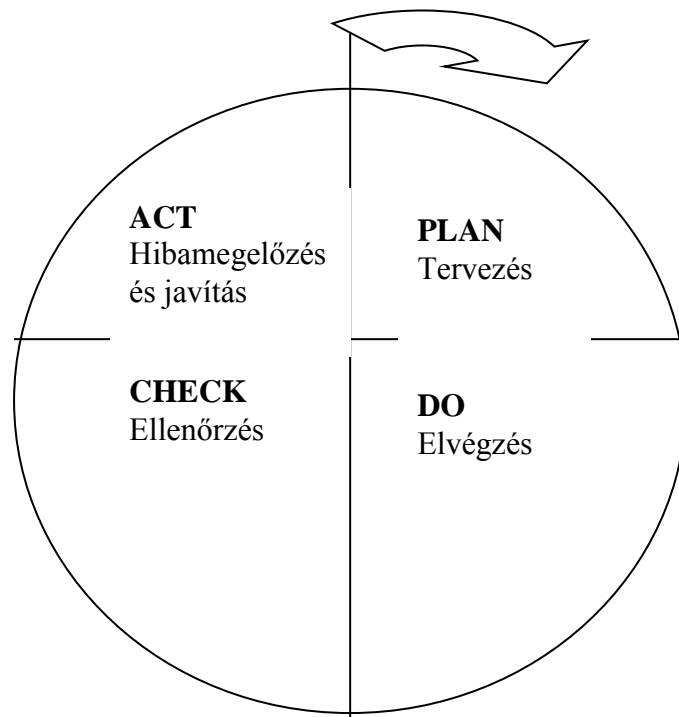 ACT
Hibamegelőzés
és javítás
PLAN
Tervezés
CHECK
Ellenőrzés
DO
Elvégzés